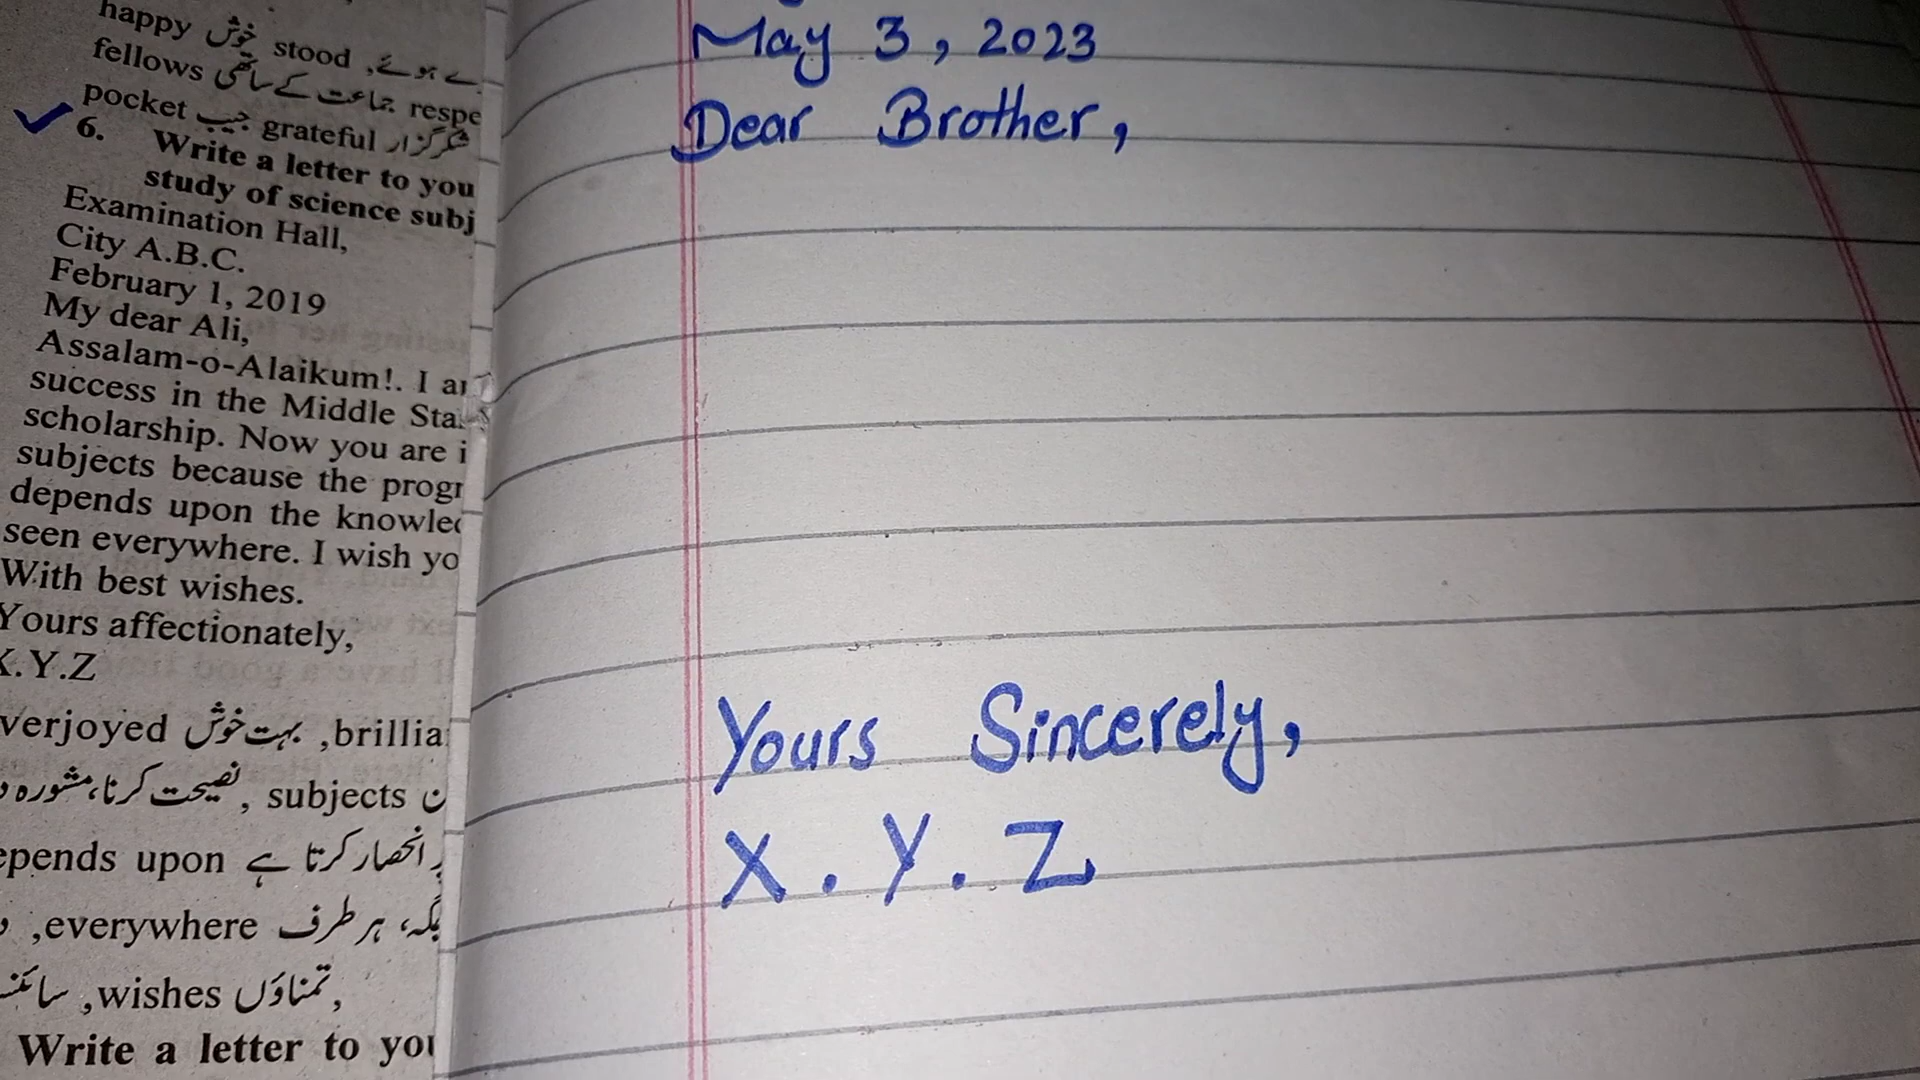 happy خوش stood ے ہوئے,
fellows جماعت کے ساتھی respe
pocket جیب grateful شکرگزار
6. Write a letter to you
study of science subj
Examination Hall,
City A.B.C.
February 1, 2019
My dear Ali,
Assalam-o-Alaikum!. I
success in the Middle Sta
scholarship. Now you are i
subjects because the progr
depends upon the knowled
seen everywhere. I wish yo
With best wishes.
Yours affectionately,
X.Y.Z
verjoyed بہت خوش ,brillia
نصیحت کرنا، مشورہ د, subjects ن
epends upon انحصار کرتا ہے
,everywhere گہ، ہر طرف
,wishes تمناؤں,
Write a letter to you
May 3, 2023
Dear Brother,
Yours Sincerely,
X.Y.Z